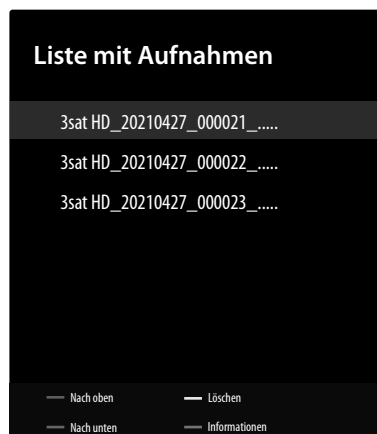 Liste mit Aufnahmen
3sat HD_20210427_000021_.....
3sat HD_20210427_000022_.....
3sat HD_20210427_000023_.....
Nach oben Löschen
Nach unten Informationen